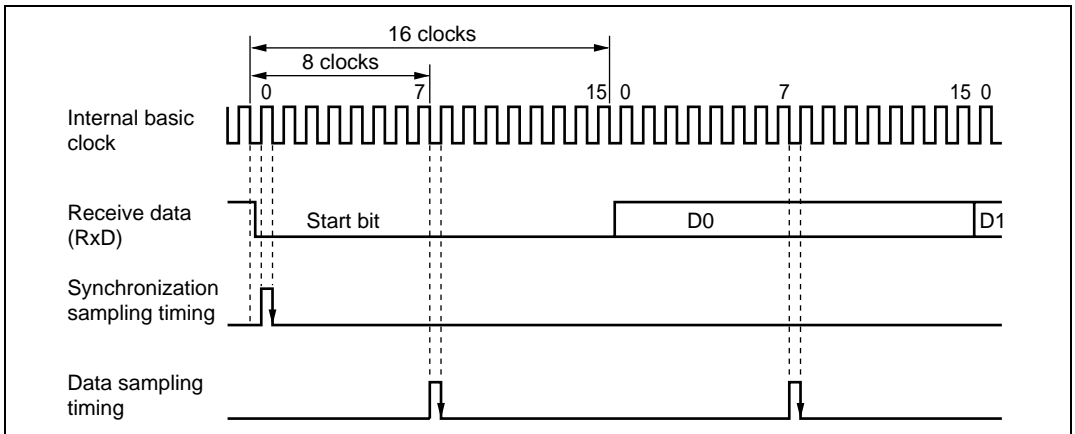 16 clocks
8 clocks
0 7 15 0 7 15 0
Internal basic
clock
Receive data
(RxD)
Start bit D0 D1
Synchronization
sampling timing
Data sampling
timing